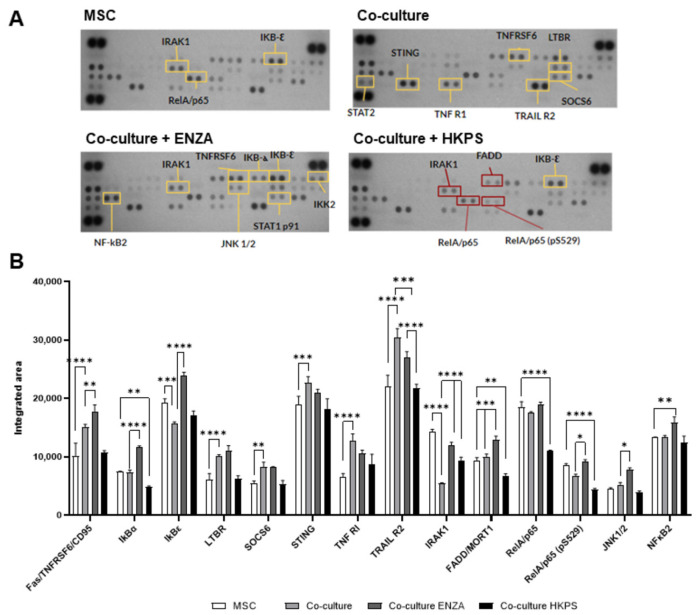 A
MSC
Co-culture
IRAK1
IKB-Ɛ
RelA/p65
TNFRSF6
LTBR
STING
STAT2
TNF R1
TRAIL R2
SOCS6
Co-culture + ENZA
Co-culture + HKPS
IRAK1
TNFRSF6
IKB-▲
IKB-Ɛ
NF-kB2
JNK 1/2
STAT1 p91
IKK2
IRAK1
FADD
IKB-Ɛ
RelA/p65
RelA/p65 (pS529)
B
Integrated area
40,000
30,000
20,000
10,000
0
**** ** ** **** *** **** **** ** *** **** **** *** **** **** **** *** ** **** **** * * **
Fas/TNFRSF6/CD95
IkBα
IkBε
LTBR
SOCS6
STING
TNF RI
TRAIL R2
IRAK1
FADD/MORT1
RelA/p65
RelA/p65 (pS529)
JNK1/2
NFκB2
MSC
Co-culture
Co-culture ENZA
Co-culture HKPS